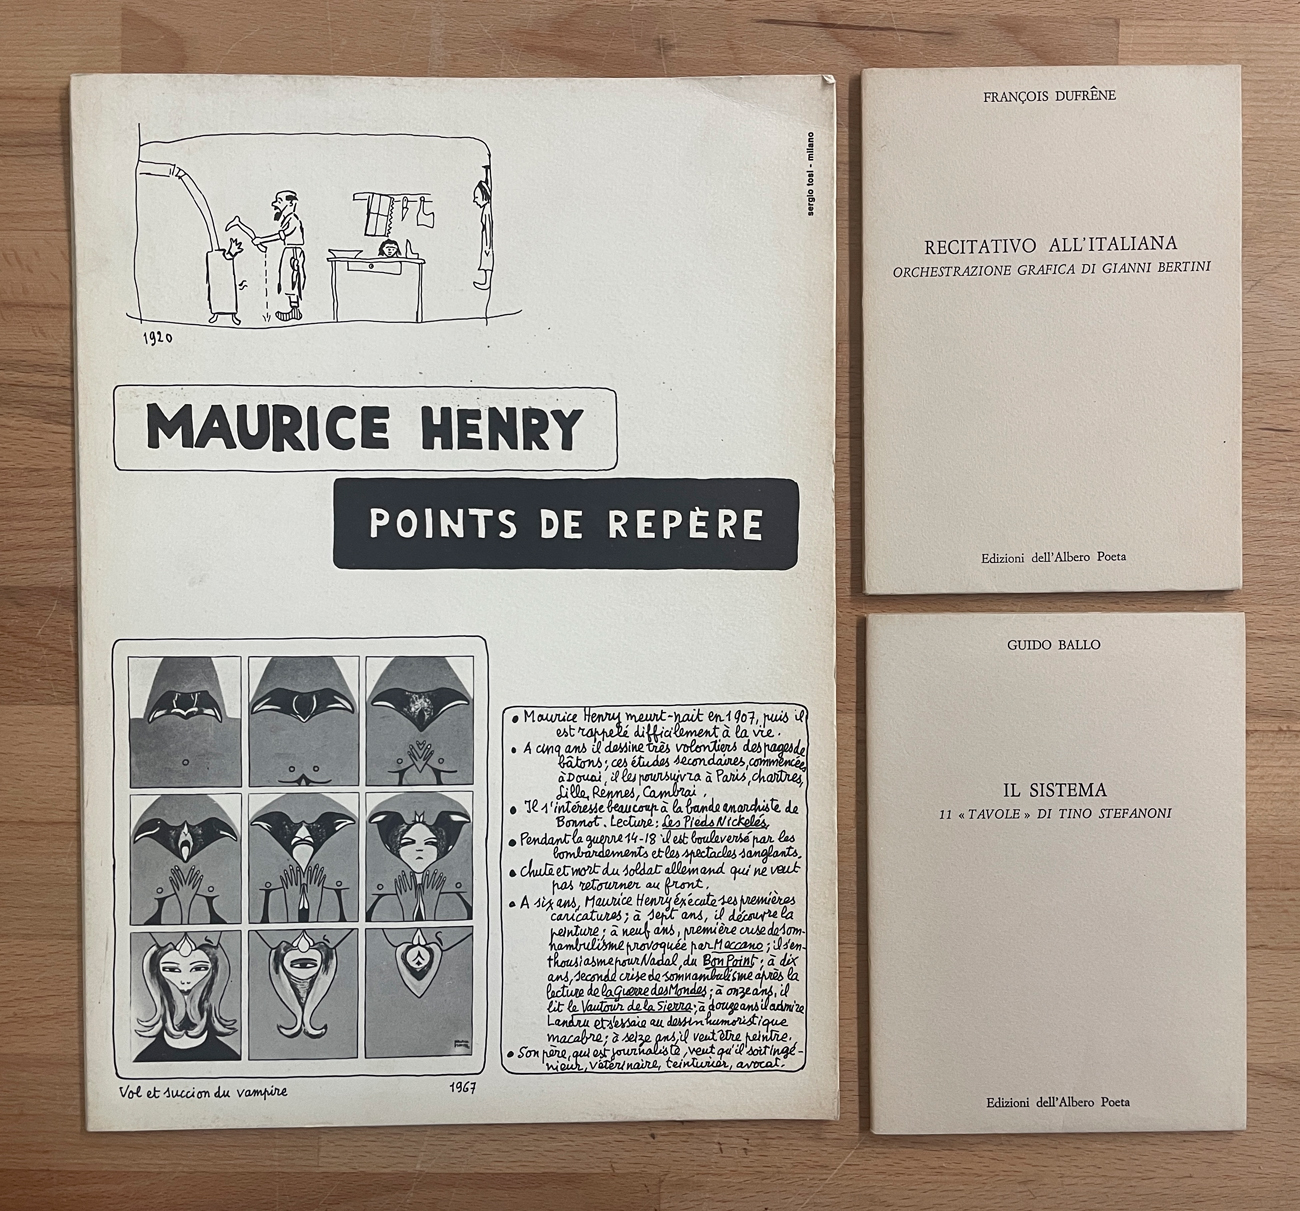 sergio tosi - milano
1920
MAURICE HENRY
POINTS DE REPÈRE
Vol et succion du vampire
1967
• Maurice Henry meurt-nait en 1907, puis il
est rappelé difficilement à la vie.
• A cinq ans il dessine très volontiers des pages de
bâtons; ces études secondaires, commencées
à Douai, il les poursuivra à Paris, Chartres,
Lille, Rennes, Cambrai.
• Il s'intéresse beaucoup à la bande anarchiste de
Bonnot. Lecture: Les Pieds Nickelés.
• Pendant la guerre 14-18 il est bouleversé par les
bombardements et les spectacles sanglants.
• Chute et mort du soldat allemand qui ne veut
pas retourner au front.
• A six ans, Maurice Henry éxécute ses premières
caricatures; à sept ans, il découvre la
peinture; à neuf ans, première crise de som-
nambulisme provoquée par Meccano; il s'en-
thousiasme pour Nadal, du Bon Point; à dix
ans, seconde crise de somnambulisme après la
lecture de la Guerre des Mondes; à onze ans, il
lit le Vautour de la Sierra; à douze ans il admire
Landru et s'essaie au dessin humoristique
macabre; à seize ans, il veut être peintre.
• Son père, qui est journaliste, veut qu'il soit ingé-
nieur, vétérinaire, teinturier, avocat.
FRANÇOIS DUFRÊNE
RECITATIVO ALL'ITALIANA
ORCHESTRAZIONE GRAFICA DI GIANNI BERTINI
Edizioni dell'Albero Poeta
GUIDO BALLO
IL SISTEMA
11 « TAVOLE » DI TINO STEFANONI
Edizioni dell'Albero Poeta